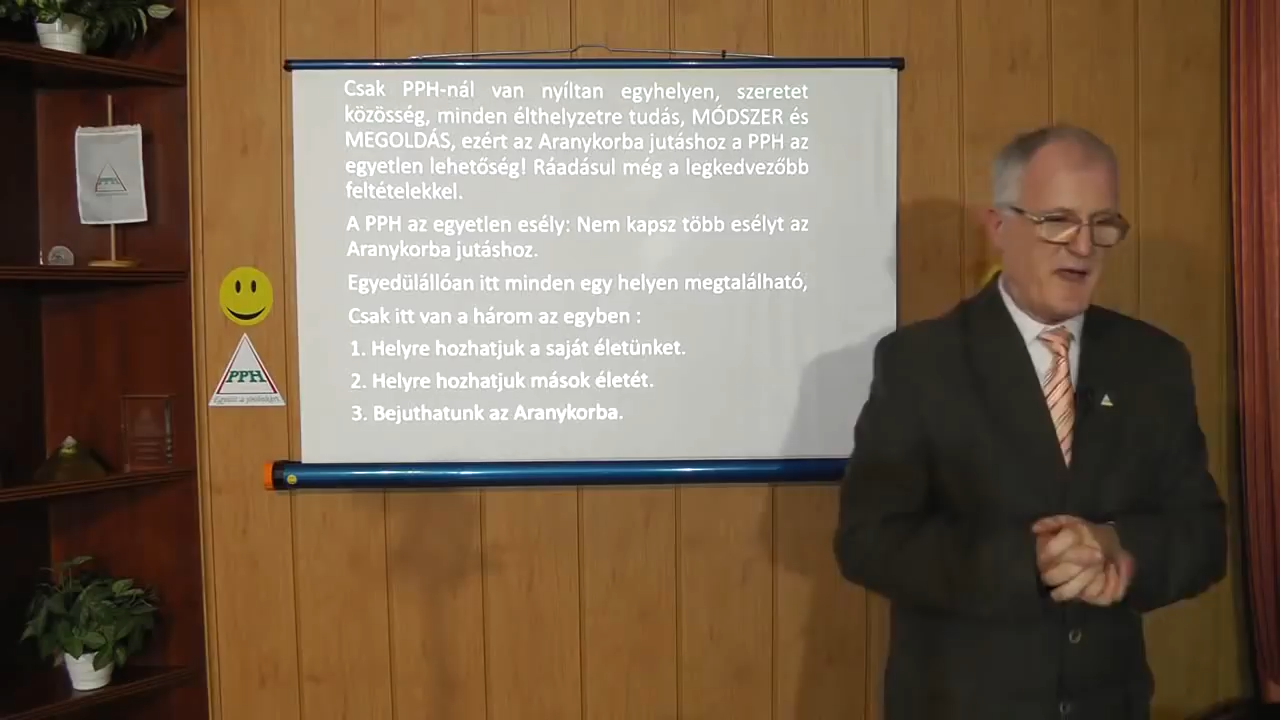 Csak PPH-nál van nyíltan egyhelyen, szeretet
közösség, minden élthelyzetre tudás, MÓDSZER és
MEGOLDÁS, ezért az Aranykorba jutáshoz a PPH az
egyetlen lehetőség! Ráadásul még a legkedvezőbb
feltételekkel.
A PPH az egyetlen esély: Nem kapsz több esélyt az
Aranykorba jutáshoz.
Egyedülállóan itt minden egy helyen megtalálható,
Csak itt van a három az egyben :
1. Helyre hozhatjuk a saját életünket.
2. Helyre hozhatjuk mások életét.
3. Bejuthatunk az Aranykorba.
PPH